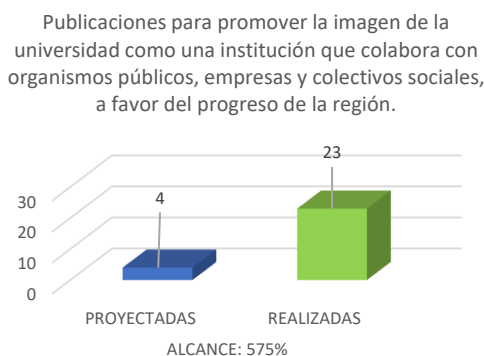 Publicaciones para promover la imagen de la
universidad como una institución que colabora con
organismos públicos, empresas y colectivos sociales,
a favor del progreso de la región.
23
4
30
20
10
0
PROYECTADAS REALIZADAS
ALCANCE: 575%